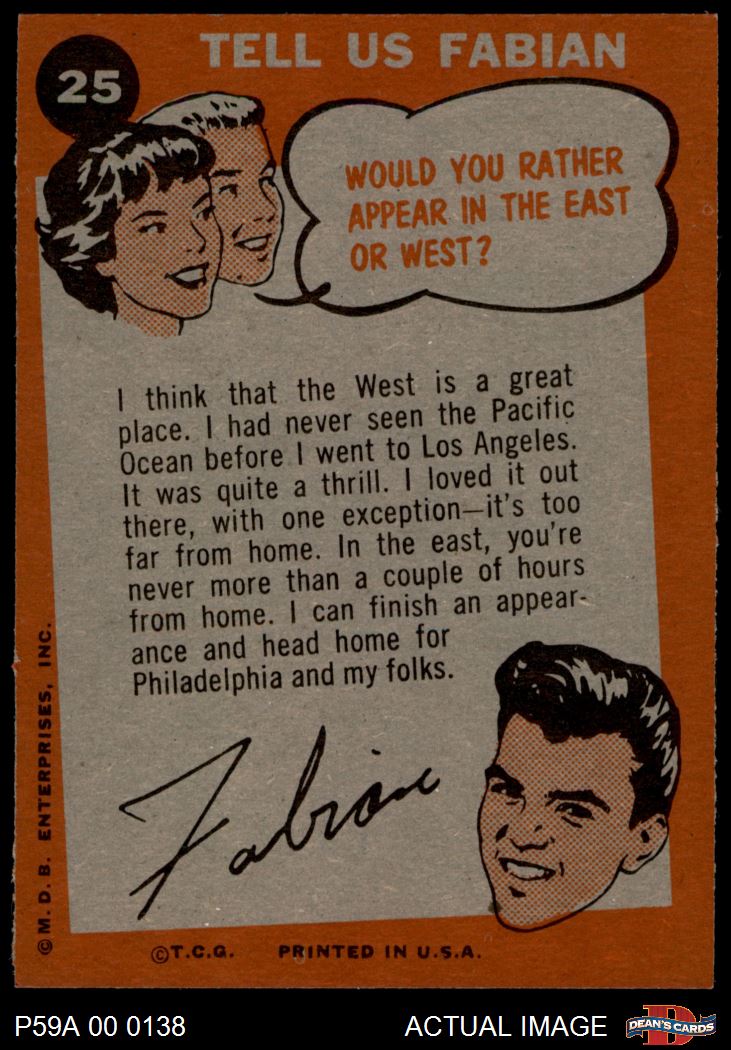 TELL US FABIAN
25
WOULD YOU RATHER
APPEAR IN THE EAST
OR WEST?
I think that the West is a great
place. I had never seen the Pacific
Ocean before I went to Los Angeles.
It was quite a thrill. I loved it out
there, with one exception—it's too
far from home. In the east, you're
never more than a couple of hours
from home. I can finish an appear-
ance and head home for
Philadelphia and my folks.
Fabian
©M.D.B. ENTERPRISES, INC.
©T.C.G. PRINTED IN U.S.A.
P59A 00 0138
ACTUAL IMAGE
D
DEAN'S CARDS